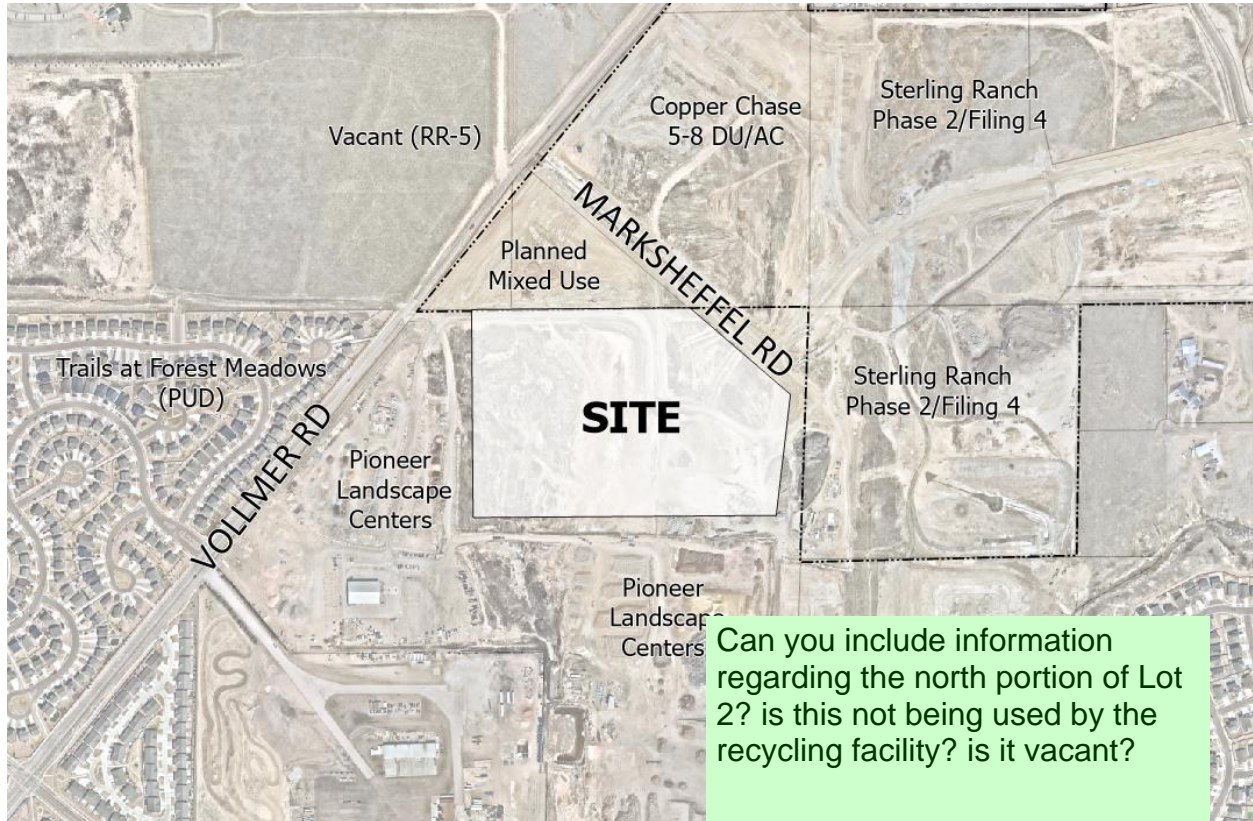 Vacant (RR-5)
Copper Chase
5-8 DU/AC
Sterling Ranch
Phase 2/Filing 4
MARKSHEFFEL RD
Planned
Mixed Use
Trails at Forest Meadows
(PUD)
VOLLMER RD
SITE
Sterling Ranch
Phase 2/Filing 4
Pioneer
Landscape
Centers
Pioneer
Landscape
Centers
Can you include information
regarding the north portion of Lot
2? is this not being used by the
recycling facility? is it vacant?